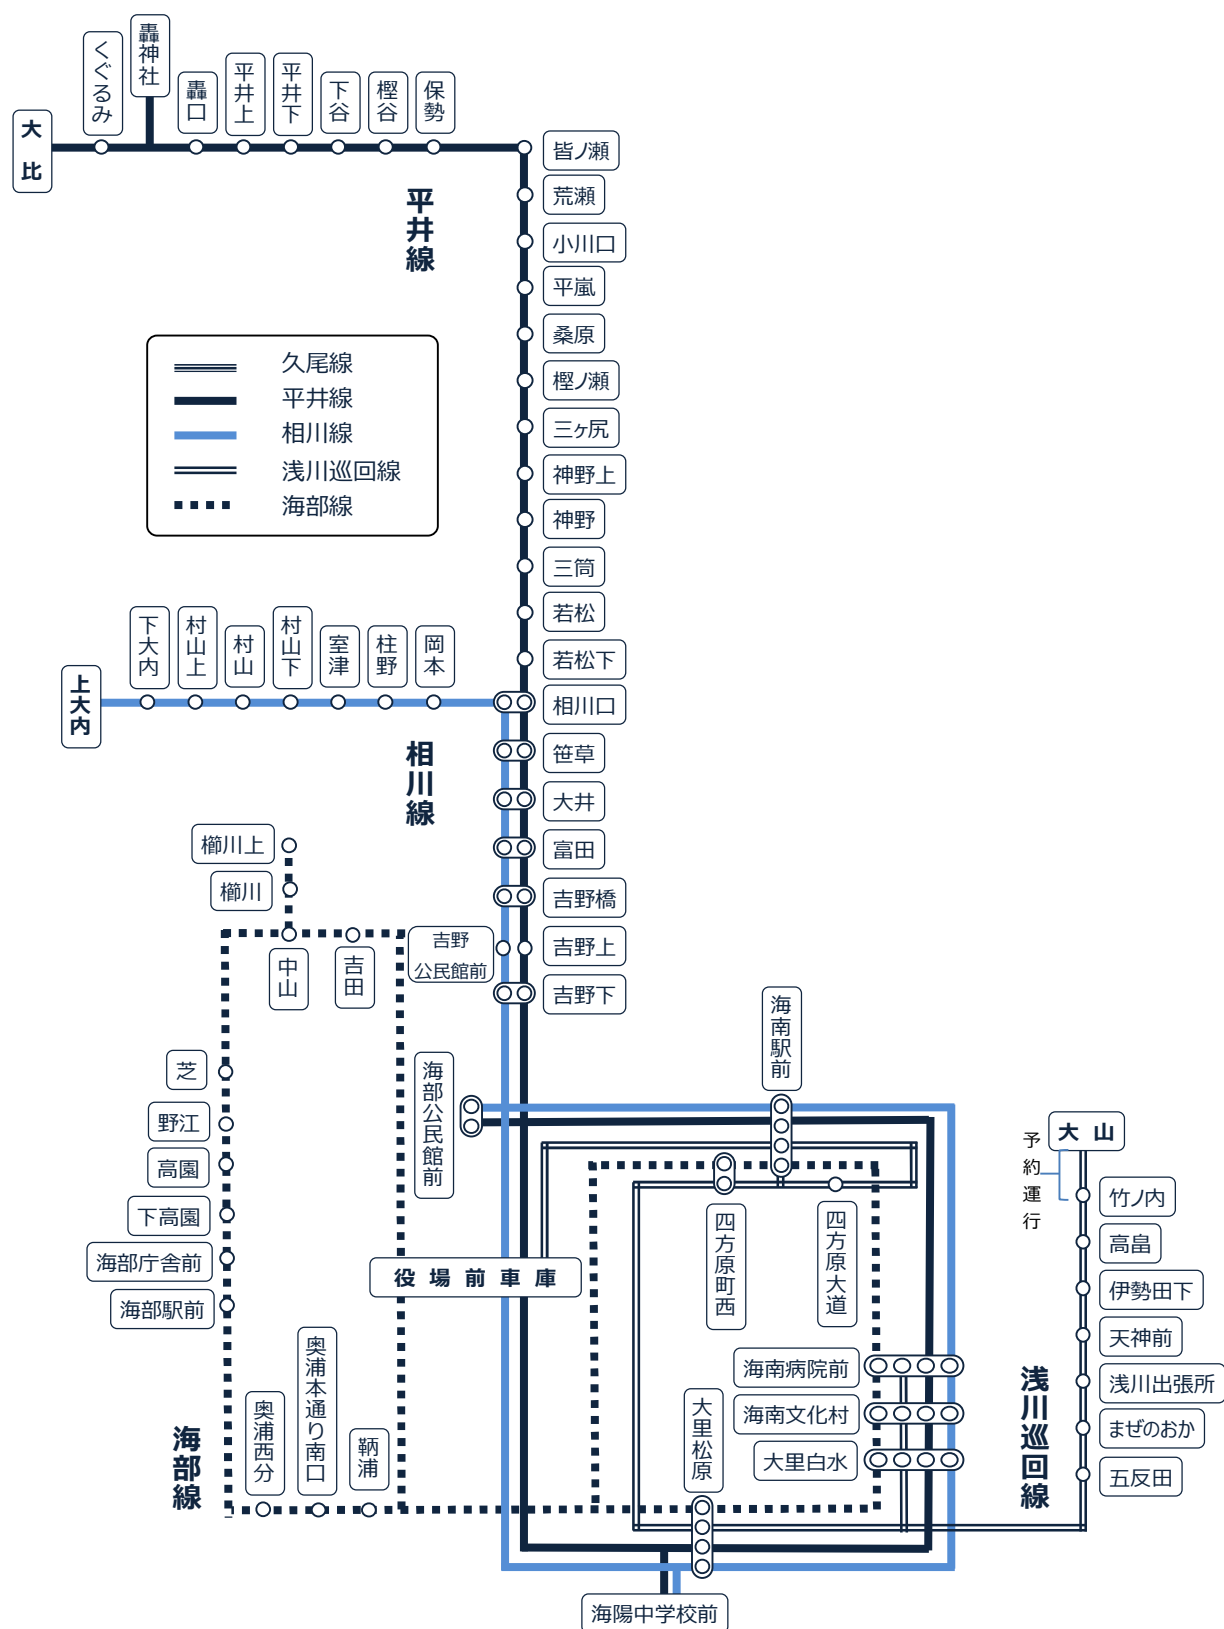 くぐるみ
轟神社
轟口
平井上
平井下
下谷
樫谷
保勢
大比
平井線
皆ノ瀬
荒瀬
小川口
平嵐
桑原
樫ノ瀬
三ヶ尻
神野上
神野
三筒
若松
若松下
相川口
笹草
大井
富田
吉野橋
吉野上
吉野下
久尾線
平井線
相川線
浅川巡回線
海部線
上大内
下大内
村山上
村山
村山下
室津
柱野
岡本
相川線
櫛川上
櫛川
中山
吉田
吉野
公民館前
芝
野江
高園
下高園
海部庁舎前
海部駅前
海部線
奥浦西分
奥浦本通り南口
鞆浦
海部公民館前
役場前車庫
海南駅前
四方原町西
四方原大道
海南病院前
海南文化村
大里白水
大里松原
海陽中学校前
大山
予約運行
竹ノ内
高畠
伊勢田下
天神前
浅川出張所
まぜのおか
五反田
浅川巡回線